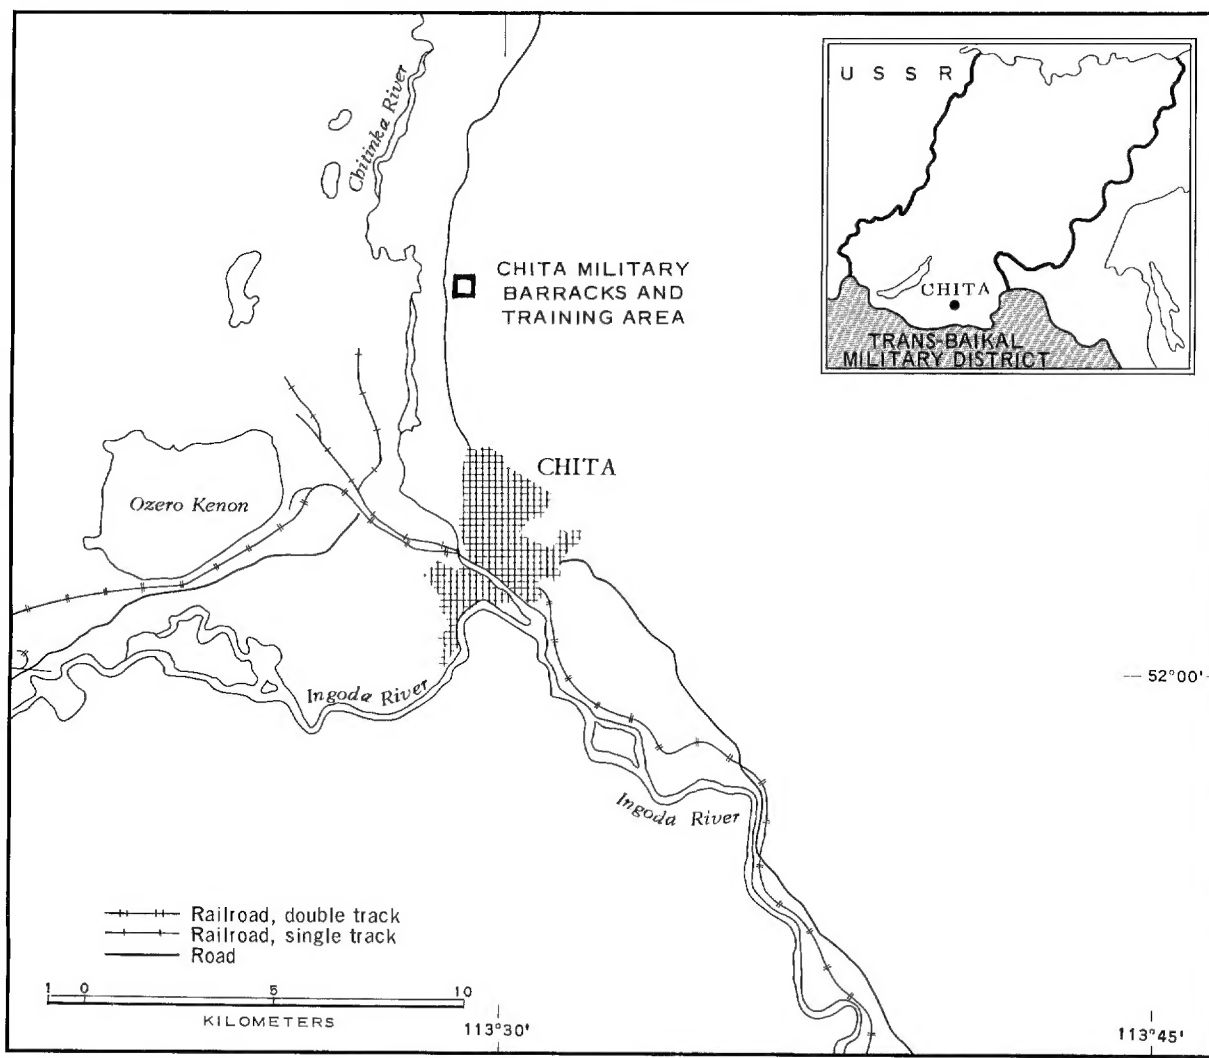 Chitinka River
U S S R
CHITA MILITARY
BARRACKS AND
TRAINING AREA
CHITA
TRANS-BAIKAL
MILITARY DISTRICT
CHITA
Ozero Kenon
Ingoda River
52°00'
Ingoda River
Railroad, double track
Railroad, single track
Road
1 0 5 10
KILOMETERS
113°30'
113°45'